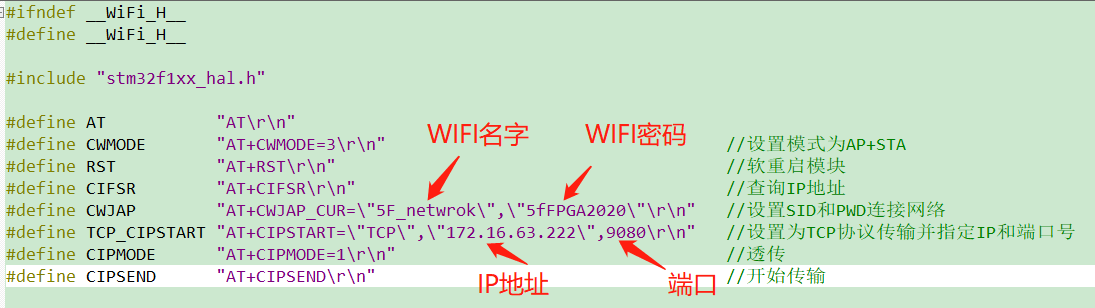 #ifndef __WiFi_H__
#define __WiFi_H__
#include "stm32f1xx_hal.h"
#define AT "AT\r\n"
WIFI名字 WIFI密码
#define CWMODE "AT+CWMODE=3\r\n" //设置模式为AP+STA
#define RST "AT+RST\r\n" //软重启模块
#define CIFSR "AT+CIFSR\r\n" //查询IP地址
#define CWJAP "AT+CWJAP_CUR=\"5F_netwrok\",\"5fFPGA2020\"\r\n" //设置SID和PWD连接网络
#define TCP_CIPSTART "AT+CIPSTART=\"TCP\",\"172.16.63.222\",9080\r\n" //设置为TCP协议传输并指定IP和端口号
#define CIPMODE "AT+CIPMODE=1\r\n" //透传
#define CIPSEND "AT+CIPSEND\r\n" //开始传输
IP地址 端口